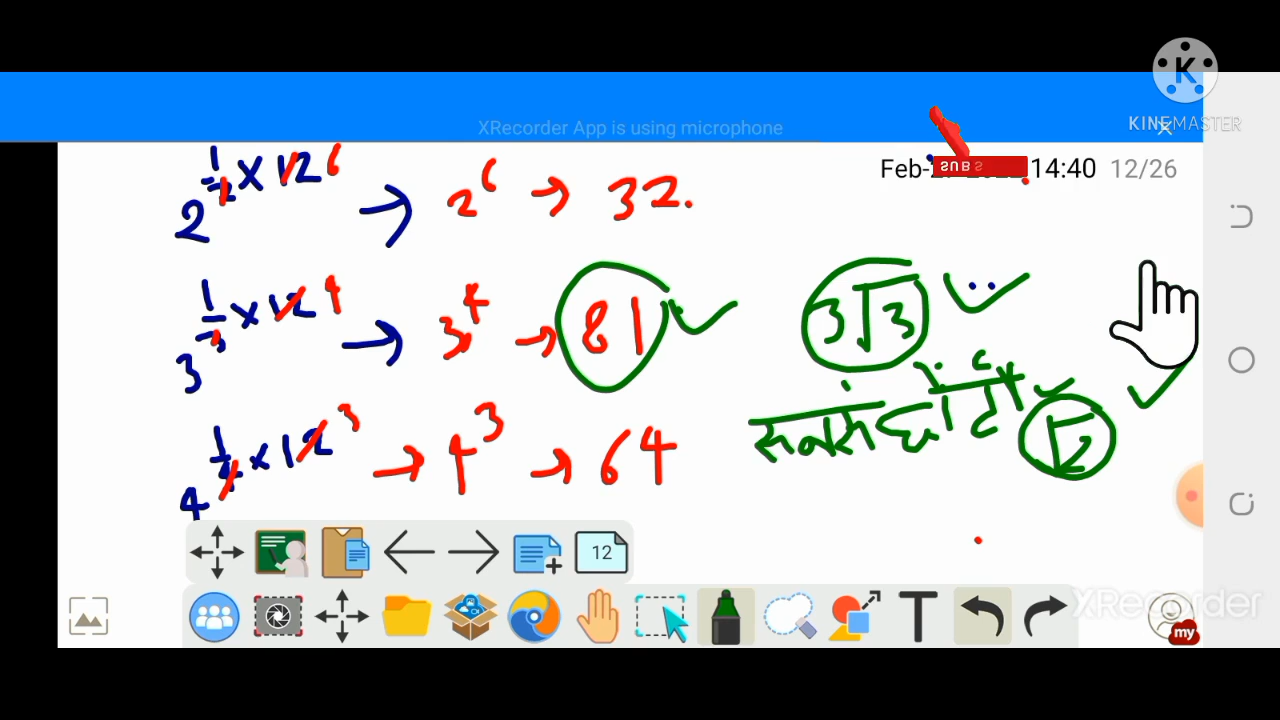 KINEMASTER
XRecorder App is using microphone
Feb- 14:40 12/26
SUBS
2^(1/2 × 12) 6 → 2^6 → 32.
3^(1/3 × 12) 4 → 3^4 → 81
3√3
4^(1/4 × 12) 3 → 4^3 → 64
√2
12
T
XRecorder
my